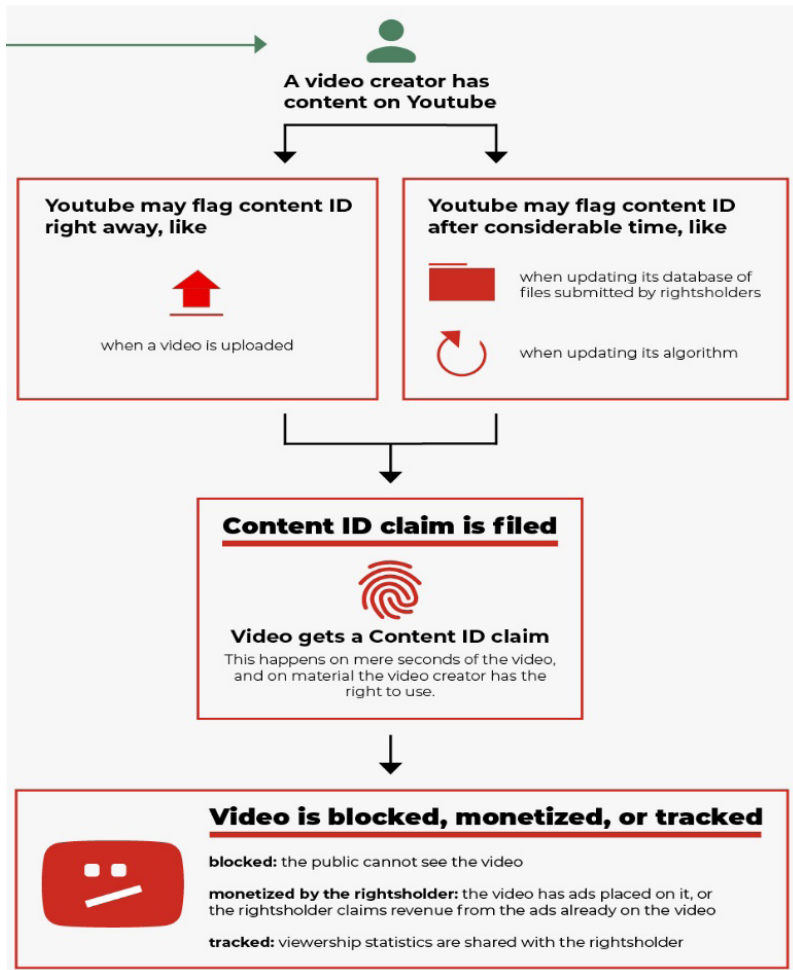 A video creator has
content on Youtube
Youtube may flag content ID
right away, like
when a video is uploaded
Youtube may flag content ID
after considerable time, like
when updating its database of
files submitted by rightsholders
when updating its algorithm
Content ID claim is filed
Video gets a Content ID claim
This happens on mere seconds of the video,
and on material the video creator has the
right to use.
Video is blocked, monetized, or tracked
blocked: the public cannot see the video
monetized by the rightsholder: the video has ads placed on it, or
the rightsholder claims revenue from the ads already on the video
tracked: viewership statistics are shared with the rightsholder